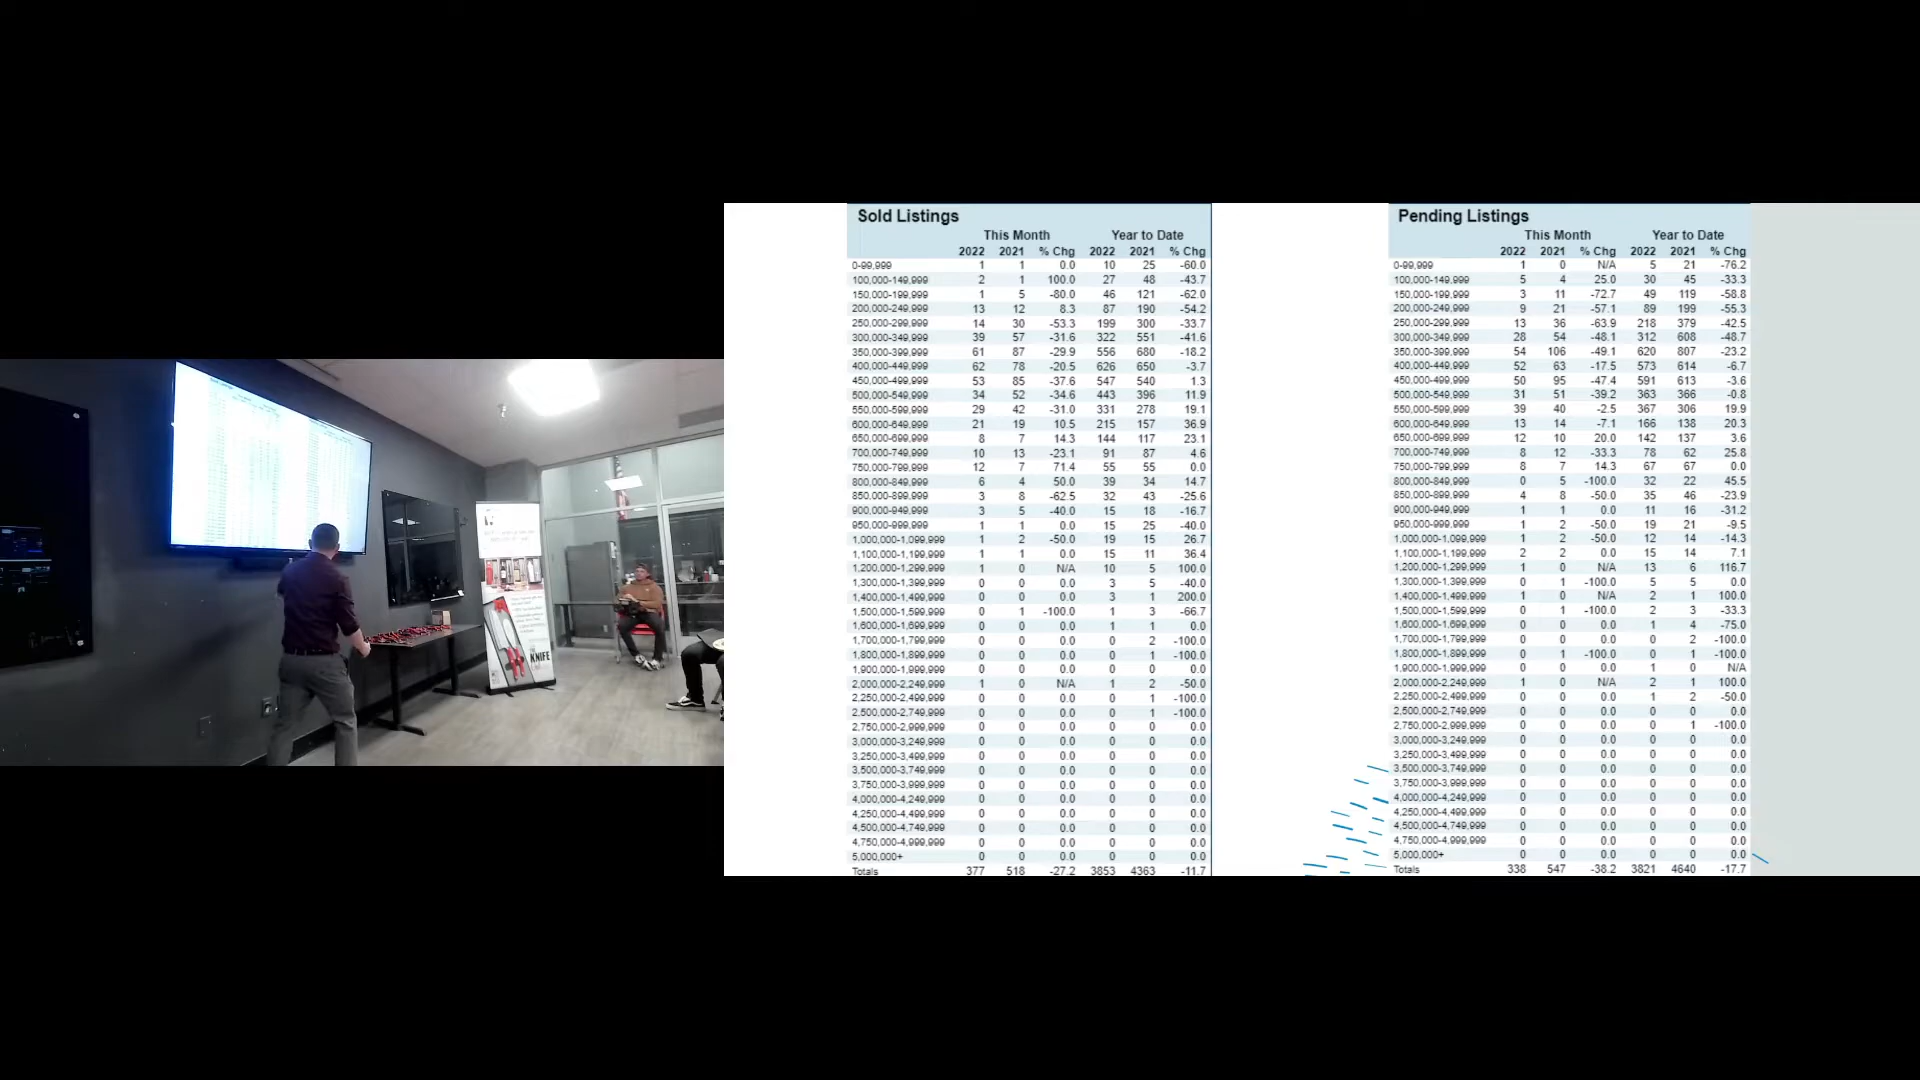 Sold Listings
This Month Year to Date
2022 2021 % Chg 2022 2021 % Chg
0-99,999 1 1 0.0 10 25 -60.0
100,000-149,999 2 1 100.0 27 48 -43.7
150,000-199,999 1 5 -80.0 46 121 -62.0
200,000-249,999 13 12 8.3 87 190 -54.2
250,000-299,999 14 30 -53.3 199 300 -33.7
300,000-349,999 39 57 -31.6 322 551 -41.6
350,000-399,999 61 87 -29.9 556 680 -18.2
400,000-449,999 62 78 -20.5 626 650 -3.7
450,000-499,999 53 85 -37.6 547 540 1.3
500,000-549,999 34 52 -34.6 443 396 11.9
550,000-599,999 29 42 -31.0 331 278 19.1
600,000-649,999 21 19 10.5 215 157 36.9
650,000-699,999 8 7 14.3 144 117 23.1
700,000-749,999 10 13 -23.1 91 87 4.6
750,000-799,999 12 7 71.4 55 55 0.0
800,000-849,999 6 4 50.0 39 34 14.7
850,000-899,999 3 8 -62.5 32 43 -25.6
900,000-949,999 3 5 -40.0 15 18 -16.7
950,000-999,999 1 1 0.0 15 25 -40.0
1,000,000-1,099,999 1 2 -50.0 19 15 26.7
1,100,000-1,199,999 1 1 0.0 15 11 36.4
1,200,000-1,299,999 1 0 N/A 10 5 100.0
1,300,000-1,399,999 0 0 0.0 3 5 -40.0
1,400,000-1,499,999 0 0 0.0 3 1 200.0
1,500,000-1,599,999 0 1 -100.0 1 3 -66.7
1,600,000-1,699,999 0 0 0.0 1 1 0.0
1,700,000-1,799,999 0 0 0.0 0 2 -100.0
1,800,000-1,899,999 0 0 0.0 0 1 -100.0
1,900,000-1,999,999 0 0 0.0 0 0 0.0
2,000,000-2,249,999 1 0 N/A 1 2 -50.0
2,250,000-2,499,999 0 0 0.0 0 1 -100.0
2,500,000-2,749,999 0 0 0.0 0 1 -100.0
2,750,000-2,999,999 0 0 0.0 0 0 0.0
3,000,000-3,249,999 0 0 0.0 0 0 0.0
3,250,000-3,499,999 0 0 0.0 0 0 0.0
3,500,000-3,749,999 0 0 0.0 0 0 0.0
3,750,000-3,999,999 0 0 0.0 0 0 0.0
4,000,000-4,249,999 0 0 0.0 0 0 0.0
4,250,000-4,499,999 0 0 0.0 0 0 0.0
4,500,000-4,749,999 0 0 0.0 0 0 0.0
4,750,000-4,999,999 0 0 0.0 0 0 0.0
5,000,000+ 0 0 0.0 0 0 0.0
Totals 377 518 -27.2 3853 4363 -11.7
Pending Listings
This Month Year to Date
2022 2021 % Chg 2022 2021 % Chg
0-99,999 1 0 N/A 5 21 -76.2
100,000-149,999 5 4 25.0 30 45 -33.3
150,000-199,999 3 11 -72.7 49 119 -58.8
200,000-249,999 9 21 -57.1 89 199 -55.3
250,000-299,999 13 36 -63.9 218 379 -42.5
300,000-349,999 28 54 -48.1 312 608 -48.7
350,000-399,999 54 106 -49.1 620 807 -23.2
400,000-449,999 52 63 -17.5 573 614 -6.7
450,000-499,999 50 95 -47.4 591 613 -3.6
500,000-549,999 31 51 -39.2 363 366 -0.8
550,000-599,999 39 40 -2.5 367 306 19.9
600,000-649,999 13 14 -7.1 166 138 20.3
650,000-699,999 12 10 20.0 142 137 3.6
700,000-749,999 8 12 -33.3 78 62 25.8
750,000-799,999 8 7 14.3 67 67 0.0
800,000-849,999 0 5 -100.0 32 22 45.5
850,000-899,999 4 8 -50.0 35 46 -23.9
900,000-949,999 1 1 0.0 11 16 -31.2
950,000-999,999 1 2 -50.0 19 21 -9.5
1,000,000-1,099,999 1 2 -50.0 12 14 -14.3
1,100,000-1,199,999 2 2 0.0 15 14 7.1
1,200,000-1,299,999 1 0 N/A 13 6 116.7
1,300,000-1,399,999 0 1 -100.0 5 5 0.0
1,400,000-1,499,999 1 0 N/A 2 1 100.0
1,500,000-1,599,999 0 1 -100.0 2 3 -33.3
1,600,000-1,699,999 0 0 0.0 1 4 -75.0
1,700,000-1,799,999 0 0 0.0 0 2 -100.0
1,800,000-1,899,999 0 1 -100.0 0 1 -100.0
1,900,000-1,999,999 0 0 0.0 1 0 N/A
2,000,000-2,249,999 1 0 N/A 2 1 100.0
2,250,000-2,499,999 0 0 0.0 1 2 -50.0
2,500,000-2,749,999 0 0 0.0 0 0 0.0
2,750,000-2,999,999 0 0 0.0 0 1 -100.0
3,000,000-3,249,999 0 0 0.0 0 0 0.0
3,250,000-3,499,999 0 0 0.0 0 0 0.0
3,500,000-3,749,999 0 0 0.0 0 0 0.0
3,750,000-3,999,999 0 0 0.0 0 0 0.0
4,000,000-4,249,999 0 0 0.0 0 0 0.0
4,250,000-4,499,999 0 0 0.0 0 0 0.0
4,500,000-4,749,999 0 0 0.0 0 0 0.0
4,750,000-4,999,999 0 0 0.0 0 0 0.0
5,000,000+ 0 0 0.0 0 0 0.0
Totals 338 547 -38.2 3821 4640 -17.7
KNIFE